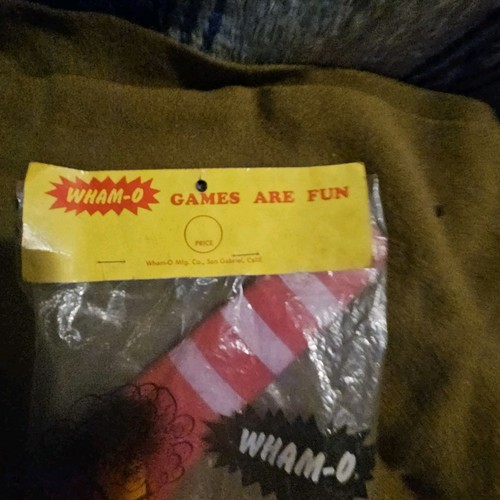 WHAM-O GAMES ARE FUN
PRICE
Wham-O Mfg. Co., San Gabriel, Calif.
WHAM-O